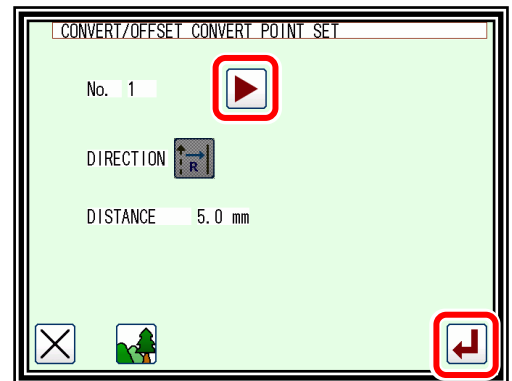 CONVERT/OFFSET CONVERT POINT SET
No. 1
DIRECTION R
DISTANCE 5.0 mm